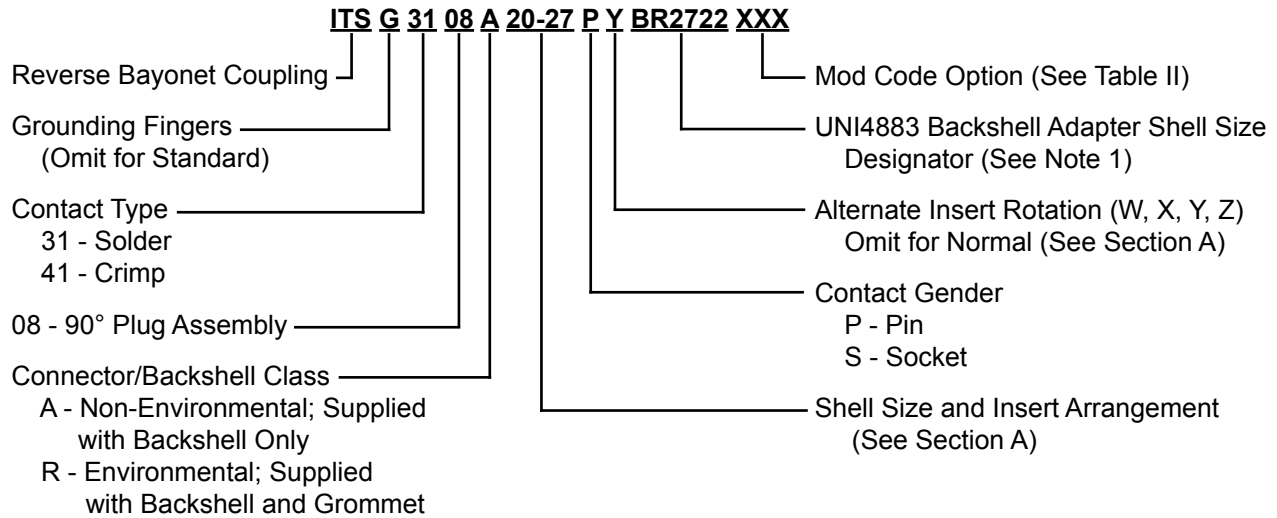 ITS G 31 08 A 20-27 P Y BR2722 XXX
Reverse Bayonet Coupling
Grounding Fingers
(Omit for Standard)
Contact Type
31 - Solder
41 - Crimp
08 - 90° Plug Assembly
Connector/Backshell Class
A - Non-Environmental; Supplied
with Backshell Only
R - Environmental; Supplied
with Backshell and Grommet
Mod Code Option (See Table II)
UNI4883 Backshell Adapter Shell Size
Designator (See Note 1)
Alternate Insert Rotation (W, X, Y, Z)
Omit for Normal (See Section A)
Contact Gender
P - Pin
S - Socket
Shell Size and Insert Arrangement
(See Section A)